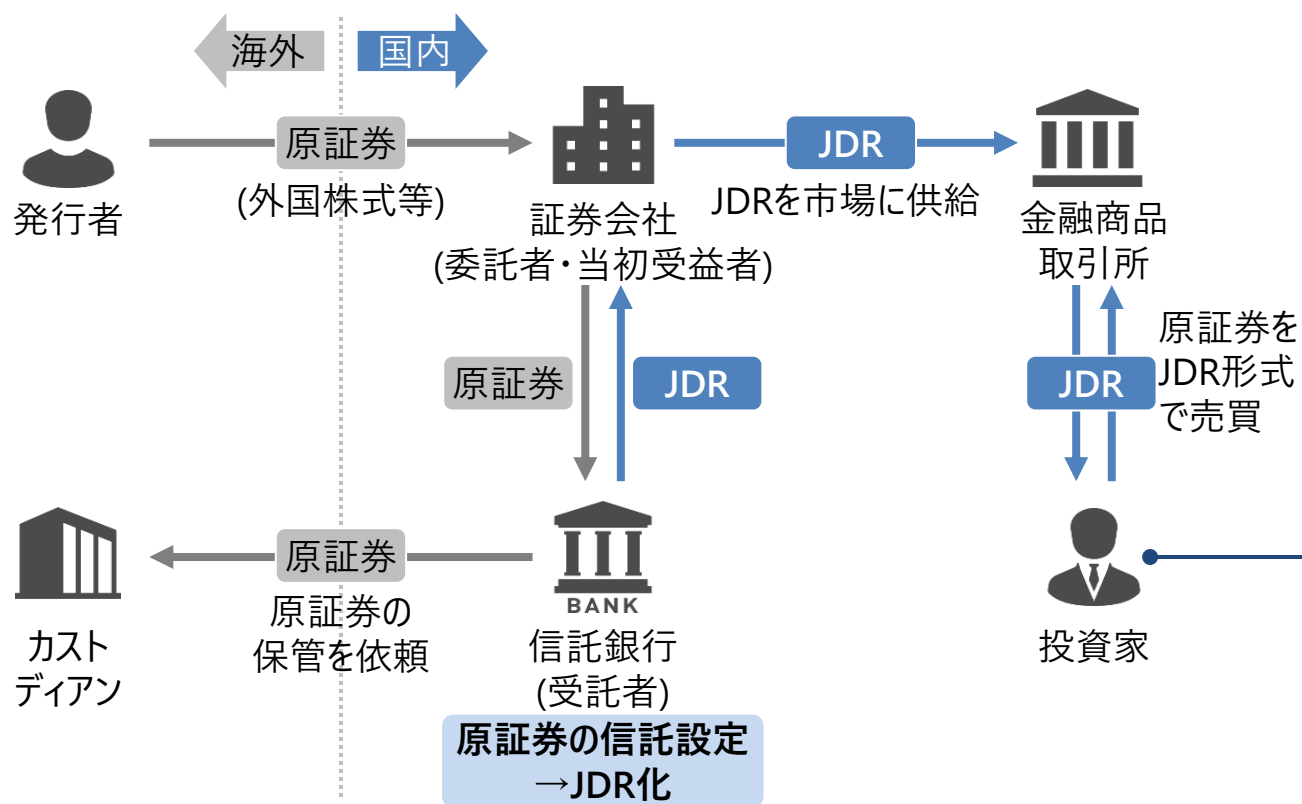 海外
国内
発行者
原証券
(外国株式等)
証券会社
(委託者・当初受益者)
JDR
JDRを市場に供給
金融商品
取引所
原証券
JDR
JDR
原証券を
JDR形式
で売買
カスト
ディアン
原証券
原証券の
保管を依頼
BANK
信託銀行
(受託者)
原証券の信託設定
→JDR化
投資家